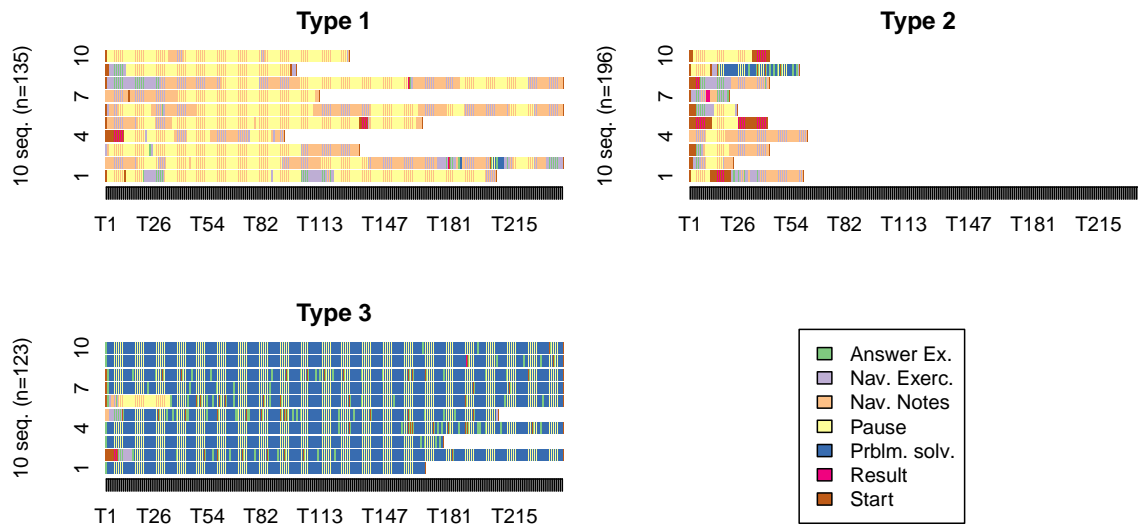 Type 1
10 seq. (n=135)
10
7
4
1
T1 T26 T54 T82 T113 T147 T181 T215
Type 2
10 seq. (n=196)
10
7
4
1
T1 T26 T54 T82 T113 T147 T181 T215
Type 3
10 seq. (n=123)
10
7
4
1
T1 T26 T54 T82 T113 T147 T181 T215
Answer Ex.
Nav. Exerc.
Nav. Notes
Pause
Prblm. solv.
Result
Start